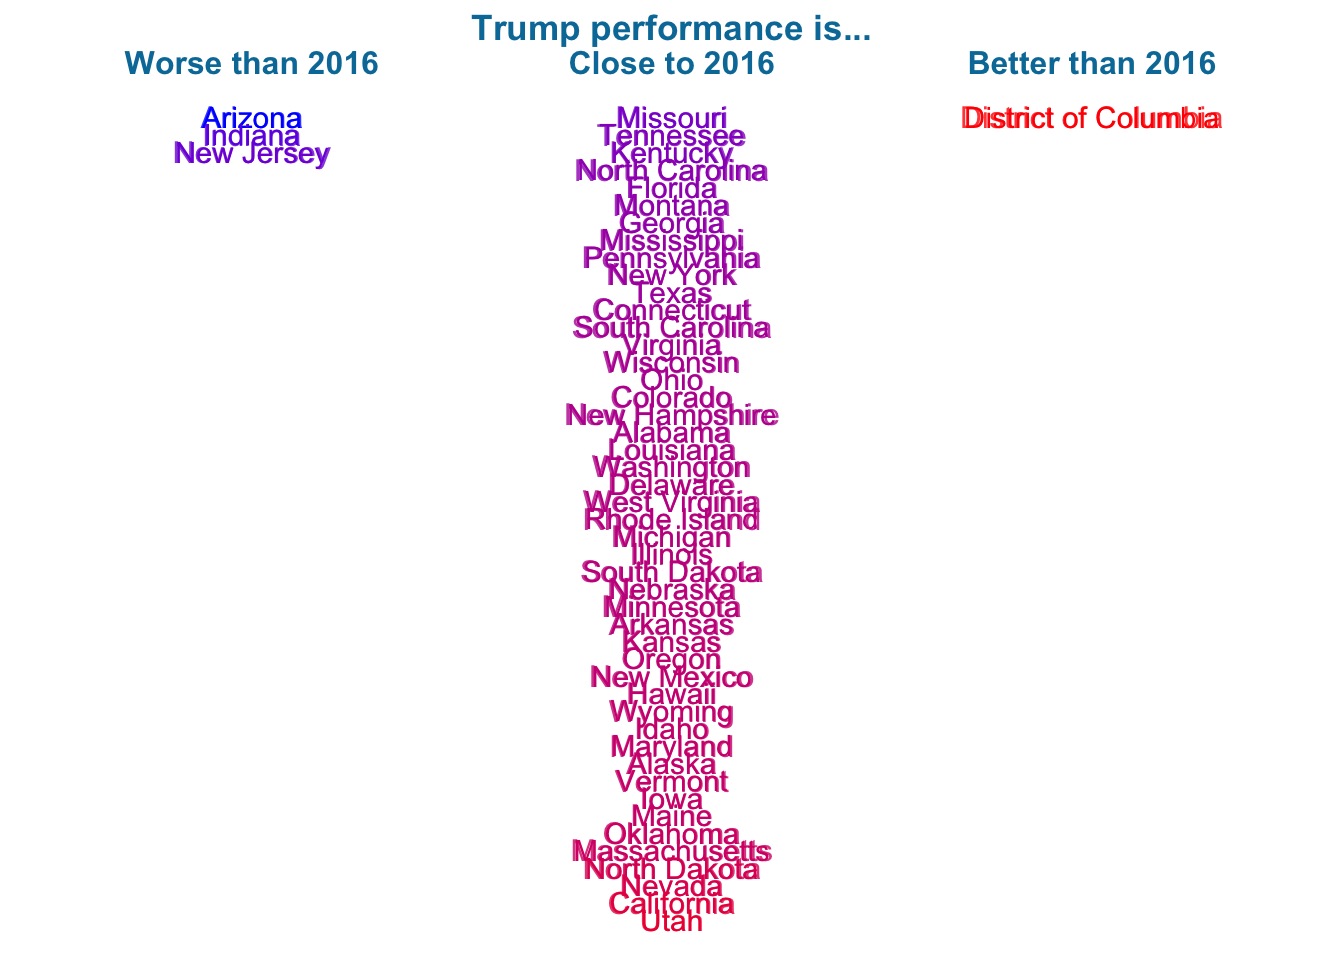 Trump performance is...
Worse than 2016
Close to 2016
Better than 2016
Arizona
Indiana
New Jersey
Missouri
Tennessee
Kentucky
North Carolina
Florida
Montana
Georgia
Mississippi
Pennsylvania
New York
Texas
Connecticut
South Carolina
Virginia
Wisconsin
Ohio
Colorado
New Hampshire
Alabama
Louisiana
Washington
Delaware
West Virginia
Rhode Island
Michigan
Illinois
South Dakota
Nebraska
Minnesota
Arkansas
Kansas
Oregon
New Mexico
Hawaii
Wyoming
Idaho
Maryland
Alaska
Vermont
Iowa
Maine
Oklahoma
Massachusetts
North Dakota
Nevada
California
Utah
District of Columbia